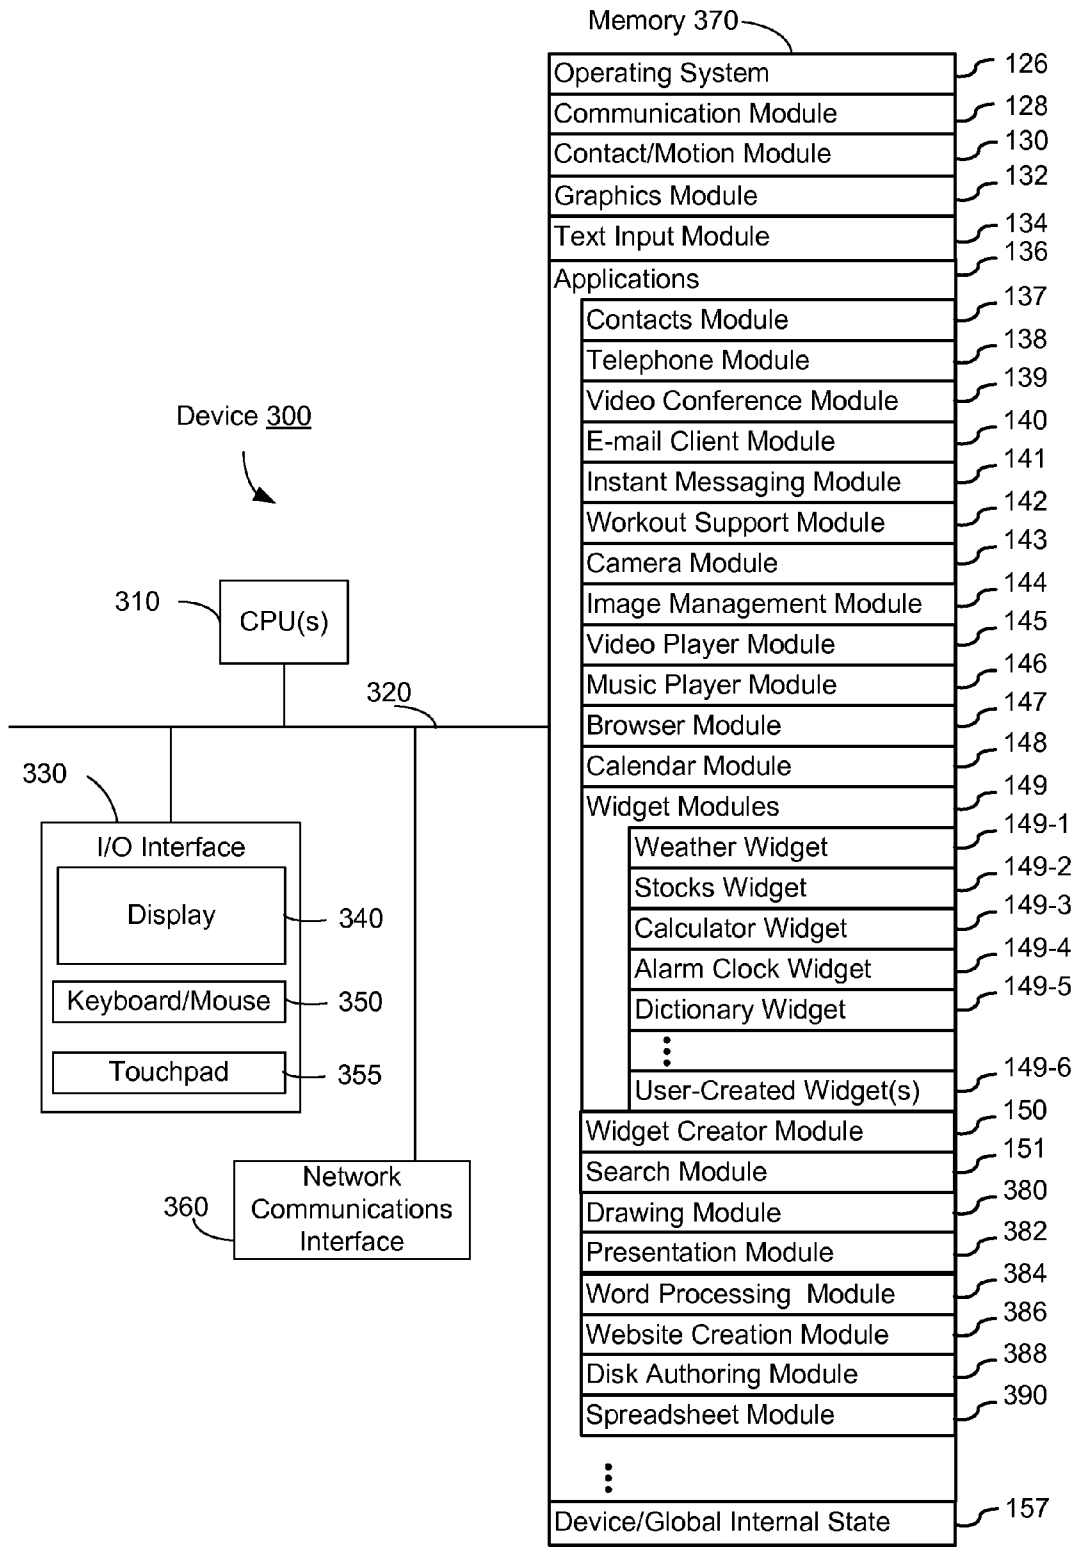 Memory 370
Operating System 126
Communication Module 128
Contact/Motion Module 130
Graphics Module 132
Text Input Module 134
Applications 136
Contacts Module 137
Telephone Module 138
Video Conference Module 139
E-mail Client Module 140
Instant Messaging Module 141
Workout Support Module 142
Camera Module 143
Image Management Module 144
Video Player Module 145
Music Player Module 146
Browser Module 147
Calendar Module 148
Widget Modules 149
Weather Widget 149-1
Stocks Widget 149-2
Calculator Widget 149-3
Alarm Clock Widget 149-4
Dictionary Widget 149-5
User-Created Widget(s) 149-6
Widget Creator Module 150
Search Module 151
Drawing Module 380
Presentation Module 382
Word Processing Module 384
Website Creation Module 386
Disk Authoring Module 388
Spreadsheet Module 390
Device/Global Internal State 157
Device 300
310
CPU(s)
320
330
I/O Interface
Display 340
Keyboard/Mouse 350
Touchpad 355
360
Network
Communications
Interface